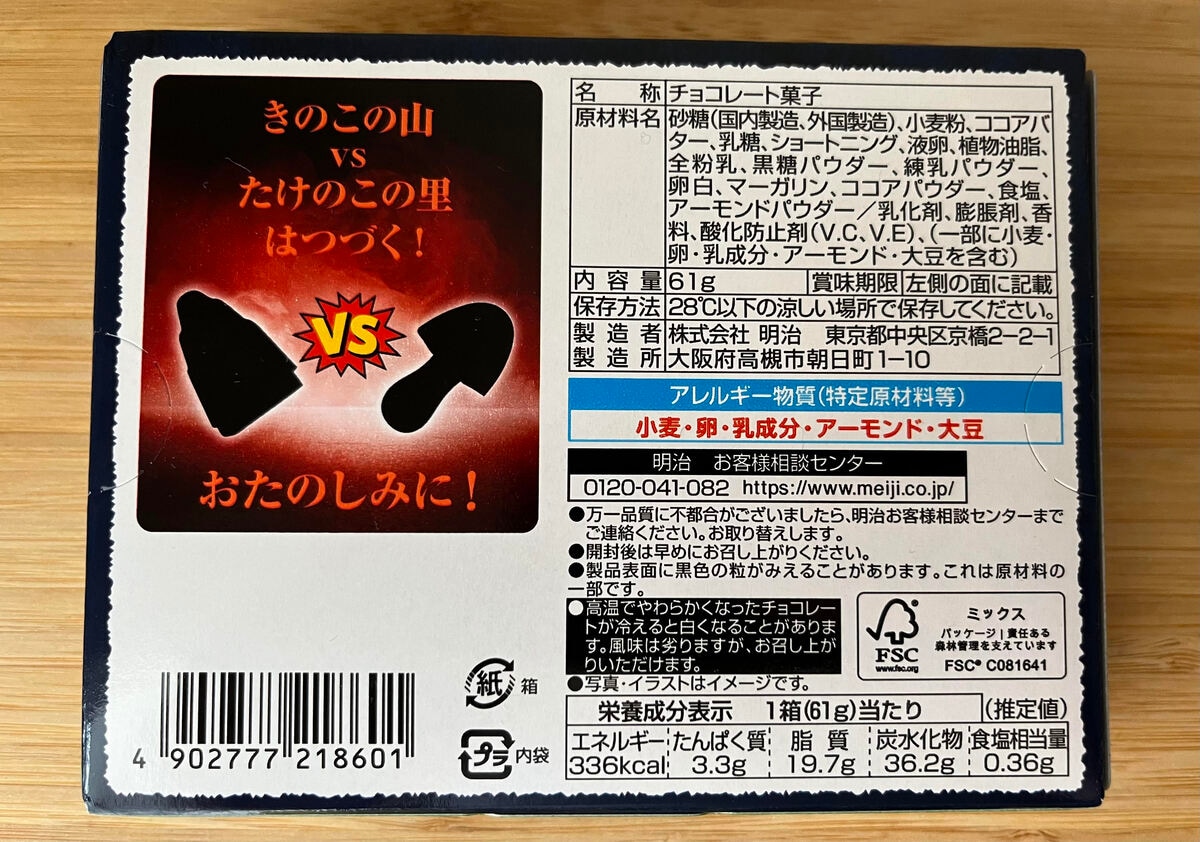 きのこの山
vs
たけのこの里
はつづく!
VS
おたのしみに!
4 902777 218601
紙 箱
プラ 内袋
名称 チョコレート菓子
原材料名 砂糖(国内製造、外国製造)、小麦粉、ココアバ
ター、乳糖、ショートニング、液卵、植物油脂、
全粉乳、黒糖パウダー、練乳パウダー、
卵白、マーガリン、ココアパウダー、食塩、
アーモンドパウダー/乳化剤、膨脹剤、香
料、酸化防止剤(V.C、V.E)、(一部に小麦・
卵・乳成分・アーモンド・大豆を含む)
内容量 61g 賞味期限 左側の面に記載
保存方法 28℃以下の涼しい場所で保存してください。
製造者 株式会社 明治 東京都中央区京橋2-2-1
製造所 大阪府高槻市朝日町1-10
アレルギー物質(特定原材料等)
小麦・卵・乳成分・アーモンド・大豆
明治 お客様相談センター
0120-041-082 https://www.meiji.co.jp/
●万一品質に不都合がございましたら、明治お客様相談センターまで
ご連絡ください。お取り替えします。
●開封後は早めにお召し上がりください。
●製品表面に黒色の粒がみえることがあります。これは原材料の
一部です。
●高温でやわらかくなったチョコレー
トが冷えると白くなることがありま
す。風味は劣りますが、お召し上が
りいただけます。
●写真・イラストはイメージです。
FSC
www.fsc.org
ミックス
パッケージ|責任ある
森林管理を支えています
FSC® C081641
栄養成分表示 1箱(61g)当たり (推定値)
エネルギー たんぱく質 脂質 炭水化物 食塩相当量
336kcal 3.3g 19.7g 36.2g 0.36g